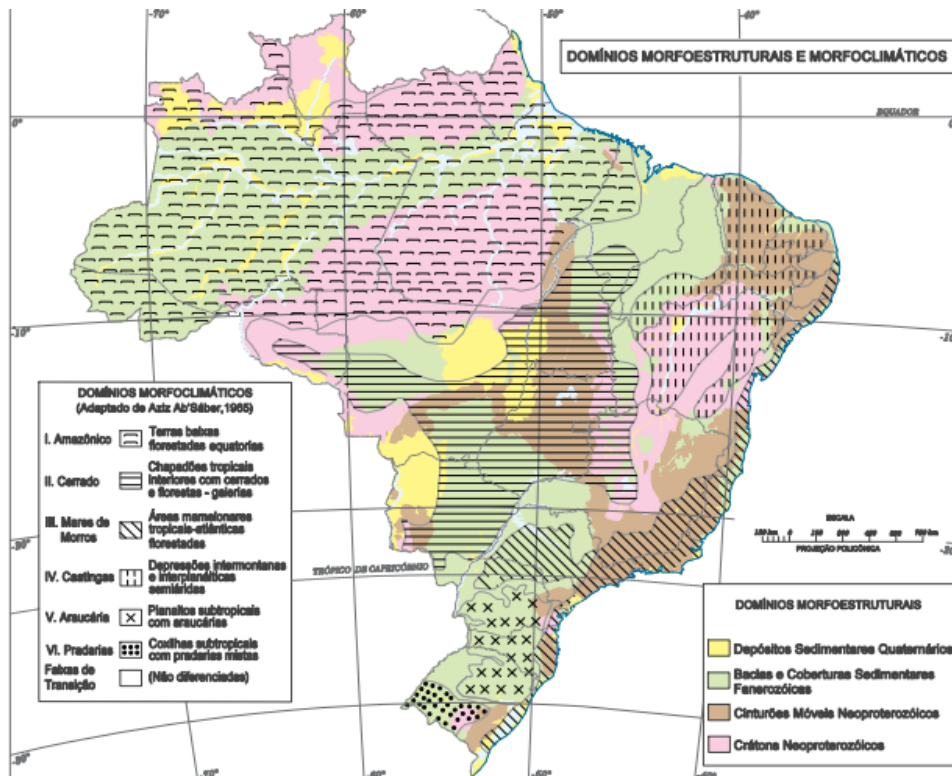 -70°
-60°
-50°
-40°
DOMÍNIOS MORFOESTRUTURAIS E MORFOCLIMÁTICOS
EQUADOR
0°
0
-10°
-10
DOMÍNIOS MORFOCLIMÁTICOS
(Adaptado de Aziz Ab'Sáber,1965)
I. Amazônico
Terras baixas
florestadas equatorias
II. Cerrado
Chapadões tropicais
interiores com cerrados
e florestas - galerias
III. Mares de
Morros
Áreas mamelonares
tropicais-atlânticas
florestadas
IV. Caatingas
Depressões intermontanas
e interplanálticas
semiáridas
V. Araucária
Planaltos subtropicais
com araucárias
VI. Pradarias
Coxilhas subtropicais
com pradarias mistas
Faixas de
Transição
(Não diferenciadas)
TRÓPICO DE CAPRICÓRNIO
ESCALA
PROJEÇÃO POLICÔNICA
DOMÍNIOS MORFOESTRUTURAIS
Depósitos Sedimentares Quaternários
Bacias e Coberturas Sedimentares
Fanerozóicas
Cinturões Móveis Neoproterozóicos
Crátons Neoproterozóicos